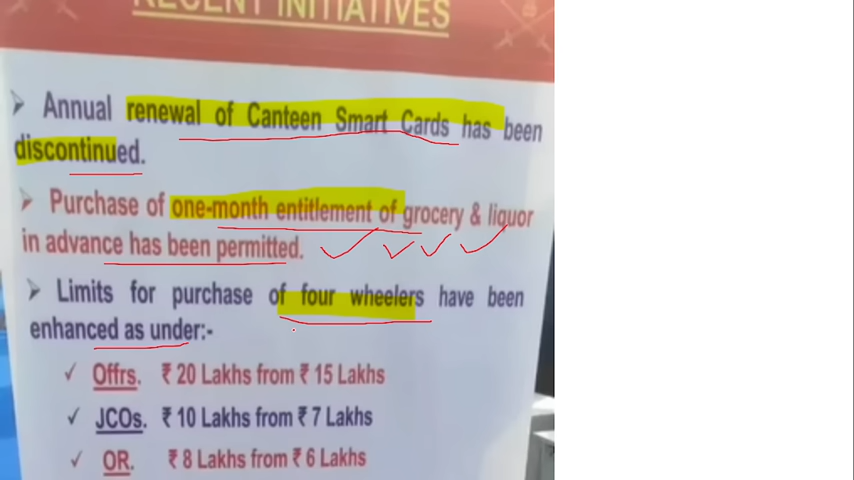 RECENT INITIATIVES
➤ Annual renewal of Canteen Smart Cards has been
discontinued.
➤ Purchase of one-month entitlement of grocery & liquor
in advance has been permitted.
➤ Limits for purchase of four wheelers have been
enhanced as under:-
✓ Offrs. ₹ 20 Lakhs from ₹ 15 Lakhs
✓ JCOs. ₹ 10 Lakhs from ₹ 7 Lakhs
✓ OR. ₹ 8 Lakhs from ₹ 6 Lakhs